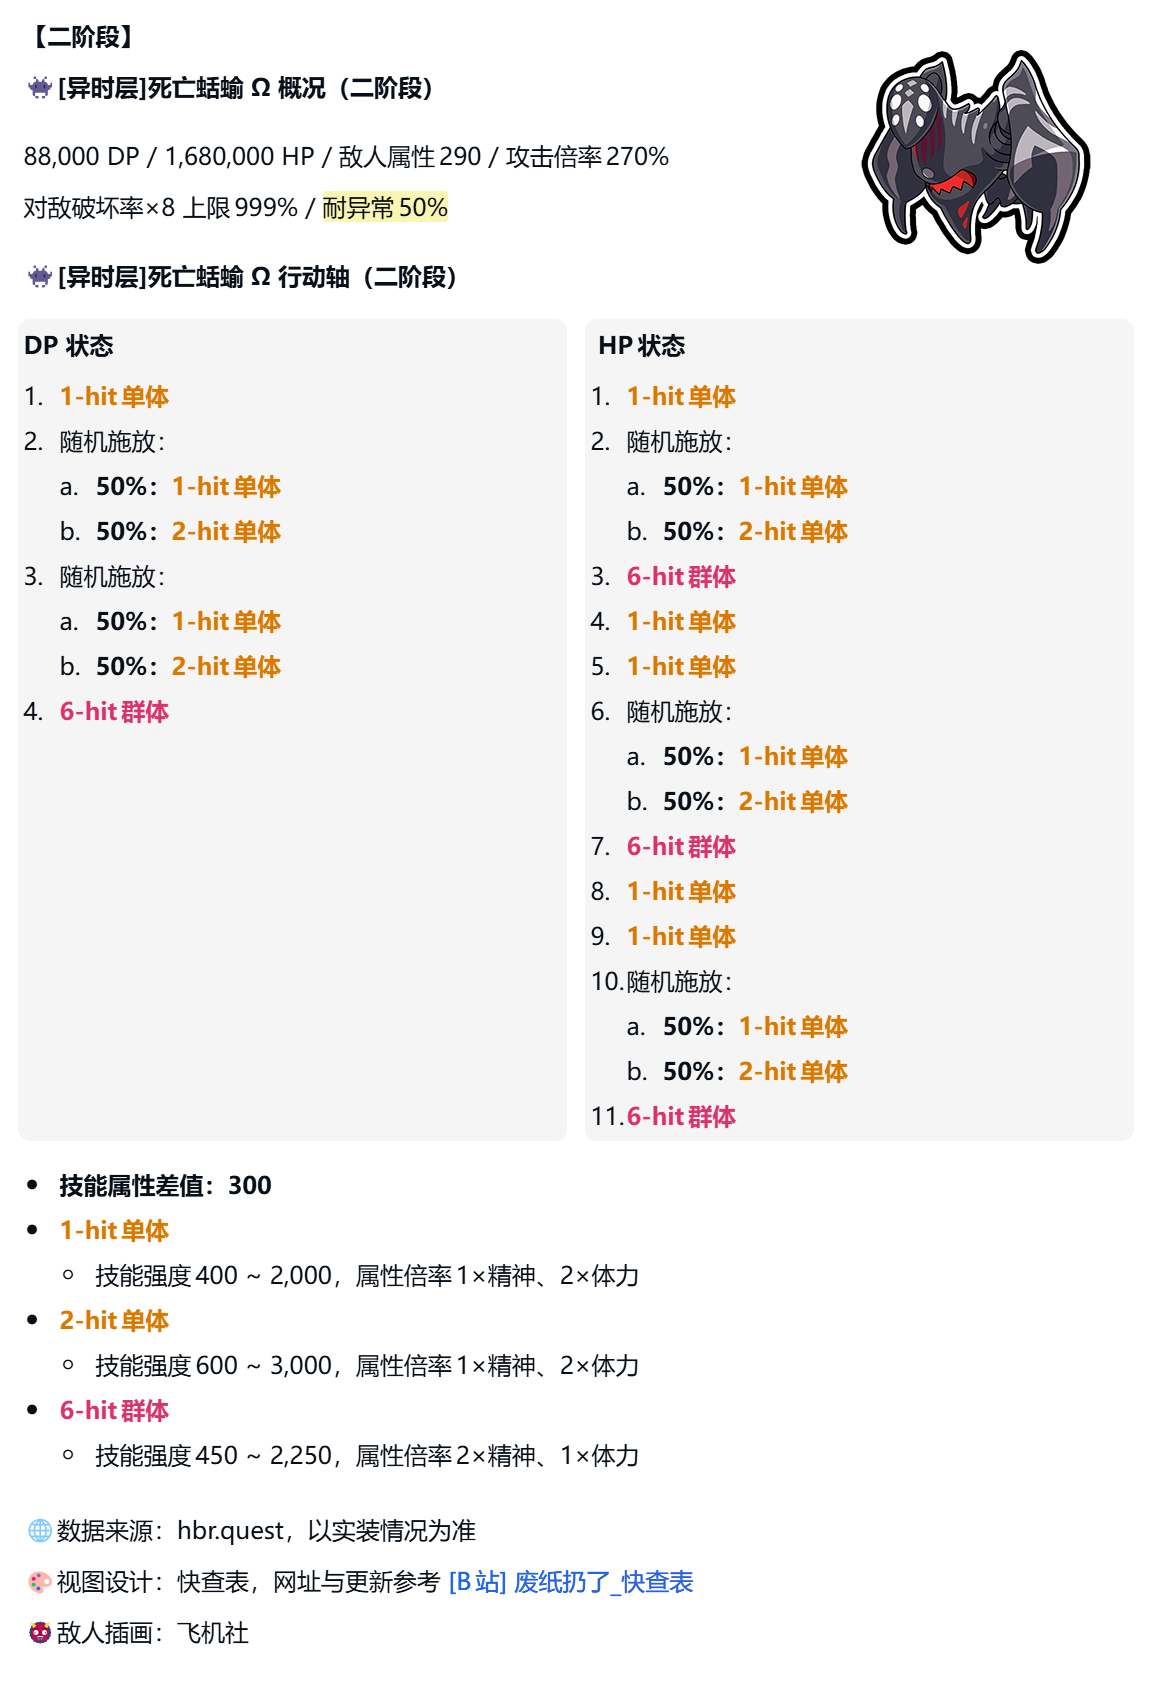 【二阶段】
[异时层]死亡蛞蝓 Ω 概况（二阶段）
88,000 DP / 1,680,000 HP / 敌人属性 290 / 攻击倍率 270%
对敌破坏率×8 上限 999% / 耐异常 50%
[异时层]死亡蛞蝓 Ω 行动轴（二阶段）
DP 状态
1. 1-hit 单体
2. 随机施放：
a. 50%：1-hit 单体
b. 50%：2-hit 单体
3. 随机施放：
a. 50%：1-hit 单体
b. 50%：2-hit 单体
4. 6-hit 群体
HP 状态
1. 1-hit 单体
2. 随机施放：
a. 50%：1-hit 单体
b. 50%：2-hit 单体
3. 6-hit 群体
4. 1-hit 单体
5. 1-hit 单体
6. 随机施放：
a. 50%：1-hit 单体
b. 50%：2-hit 单体
7. 6-hit 群体
8. 1-hit 单体
9. 1-hit 单体
10. 随机施放：
a. 50%：1-hit 单体
b. 50%：2-hit 单体
11. 6-hit 群体
• 技能属性差值：300
• 1-hit 单体
○ 技能强度 400 ~ 2,000，属性倍率 1×精神、2×体力
• 2-hit 单体
○ 技能强度 600 ~ 3,000，属性倍率 1×精神、2×体力
• 6-hit 群体
○ 技能强度 450 ~ 2,250，属性倍率 2×精神、1×体力
数据来源：hbr.quest，以实装情况为准
视图设计：快查表，网址与更新参考 [B 站] 废纸扔了_快查表
敌人插画：飞机社